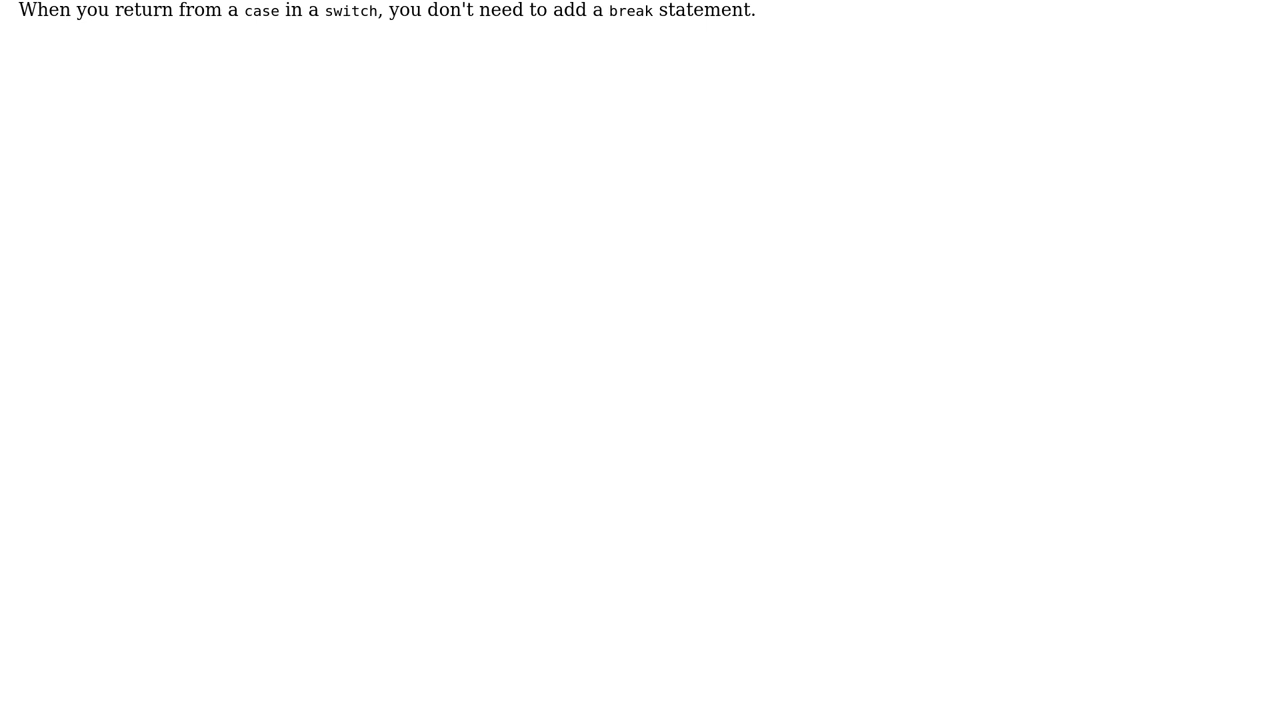 When you return from a case in a switch, you don't need to add a break statement.